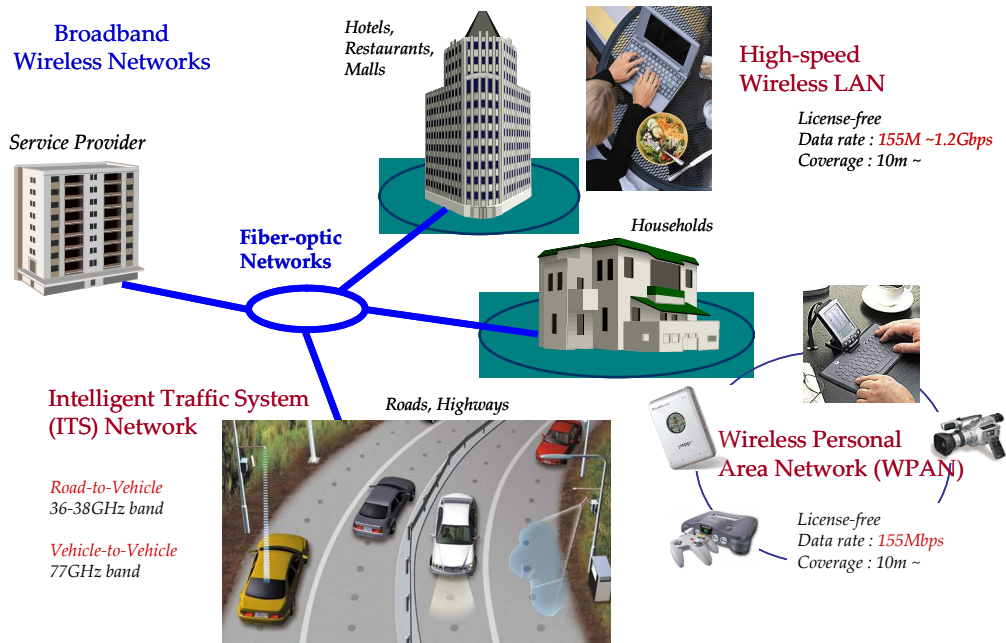 Broadband
Wireless Networks
Hotels,
Restaurants,
Malls
High-speed
Wireless LAN
License-free
Data rate : 155M ~1.2Gbps
Coverage : 10m ~
Service Provider
Fiber-optic
Networks
Households
Intelligent Traffic System
(ITS) Network
Roads, Highways
Road-to-Vehicle
36-38GHz band
Vehicle-to-Vehicle
77GHz band
Wireless Personal
Area Network (WPAN)
License-free
Data rate : 155Mbps
Coverage : 10m ~